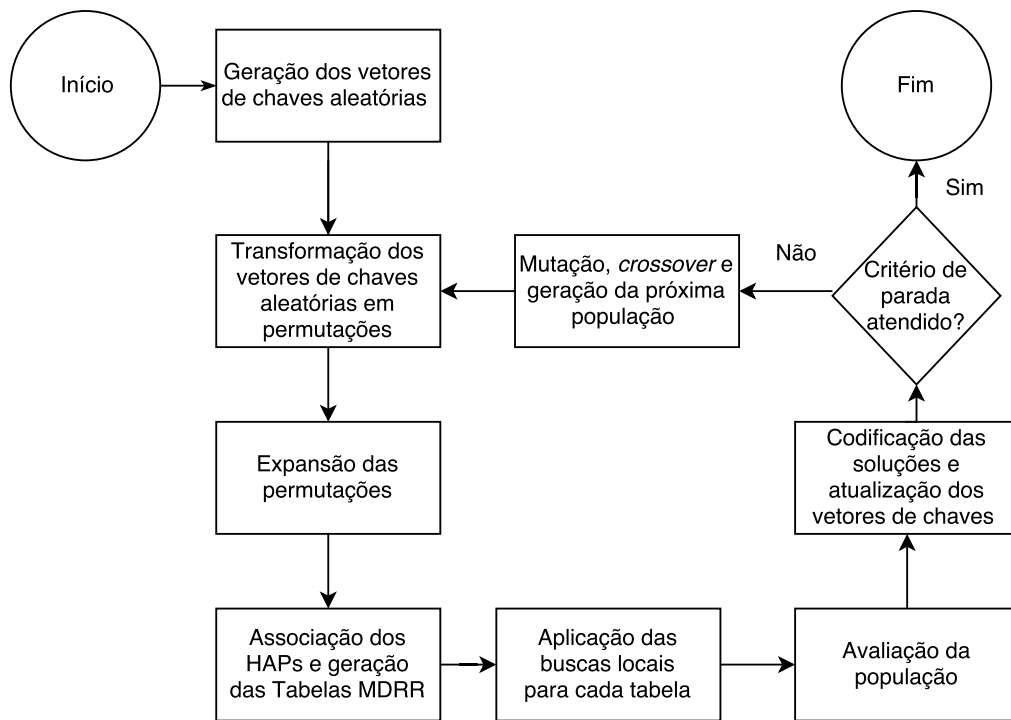 Início
Geração dos vetores
de chaves aleatórias
Fim
Sim
Transformação dos
vetores de chaves
aleatórias em
permutações
Mutação, crossover e
geração da próxima
população
Não
Critério de
parada
atendido?
Expansão das
permutações
Codificação das
soluções e
atualização dos
vetores de chaves
Associação dos
HAPs e geração
das Tabelas MDRR
Aplicação das
buscas locais
para cada tabela
Avaliação da
população